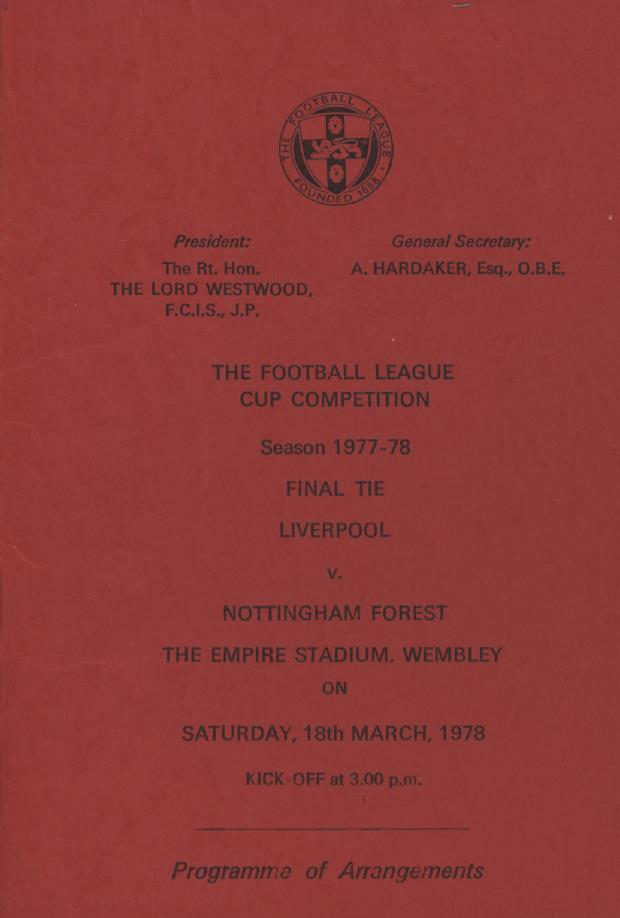 THE FOOTBALL LEAGUE
FOUNDED 1888
President:
The Rt. Hon.
THE LORD WESTWOOD,
F.C.I.S., J.P.
General Secretary:
A. HARDAKER, Esq., O.B.E.
THE FOOTBALL LEAGUE
CUP COMPETITION
Season 1977-78
FINAL TIE
LIVERPOOL
v.
NOTTINGHAM FOREST
THE EMPIRE STADIUM, WEMBLEY
ON
SATURDAY, 18th MARCH, 1978
KICK-OFF at 3.00 p.m.
Programme of Arrangements